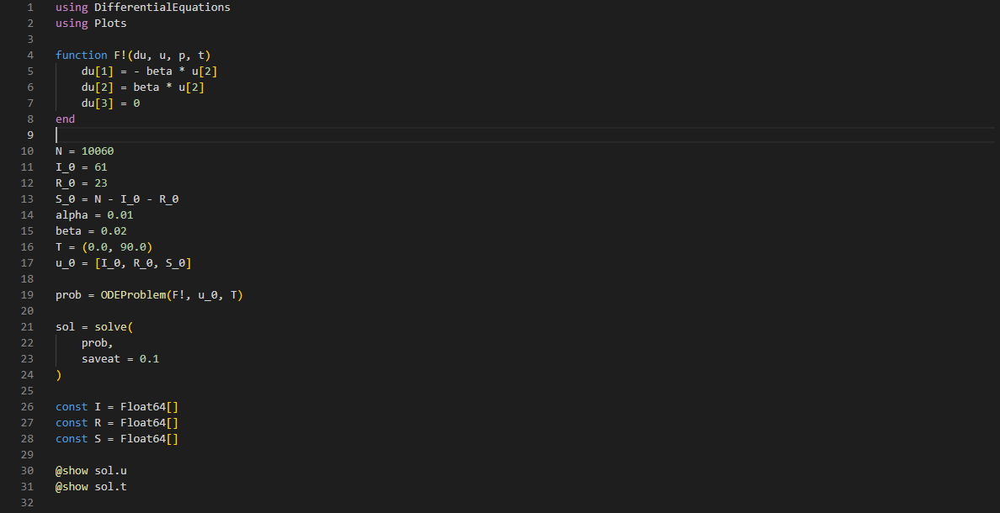 1 using DifferentialEquations
2 using Plots
3
4 function F!(du, u, p, t)
5     du[1] = - beta * u[2]
6     du[2] = beta * u[2]
7     du[3] = 0
8 end
9
10 N = 10060
11 I_0 = 61
12 R_0 = 23
13 S_0 = N - I_0 - R_0
14 alpha = 0.01
15 beta = 0.02
16 T = (0.0, 90.0)
17 u_0 = [I_0, R_0, S_0]
18
19 prob = ODEProblem(F!, u_0, T)
20
21 sol = solve(
22     prob,
23     saveat = 0.1
24 )
25
26 const I = Float64[]
27 const R = Float64[]
28 const S = Float64[]
29
30 @show sol.u
31 @show sol.t
32